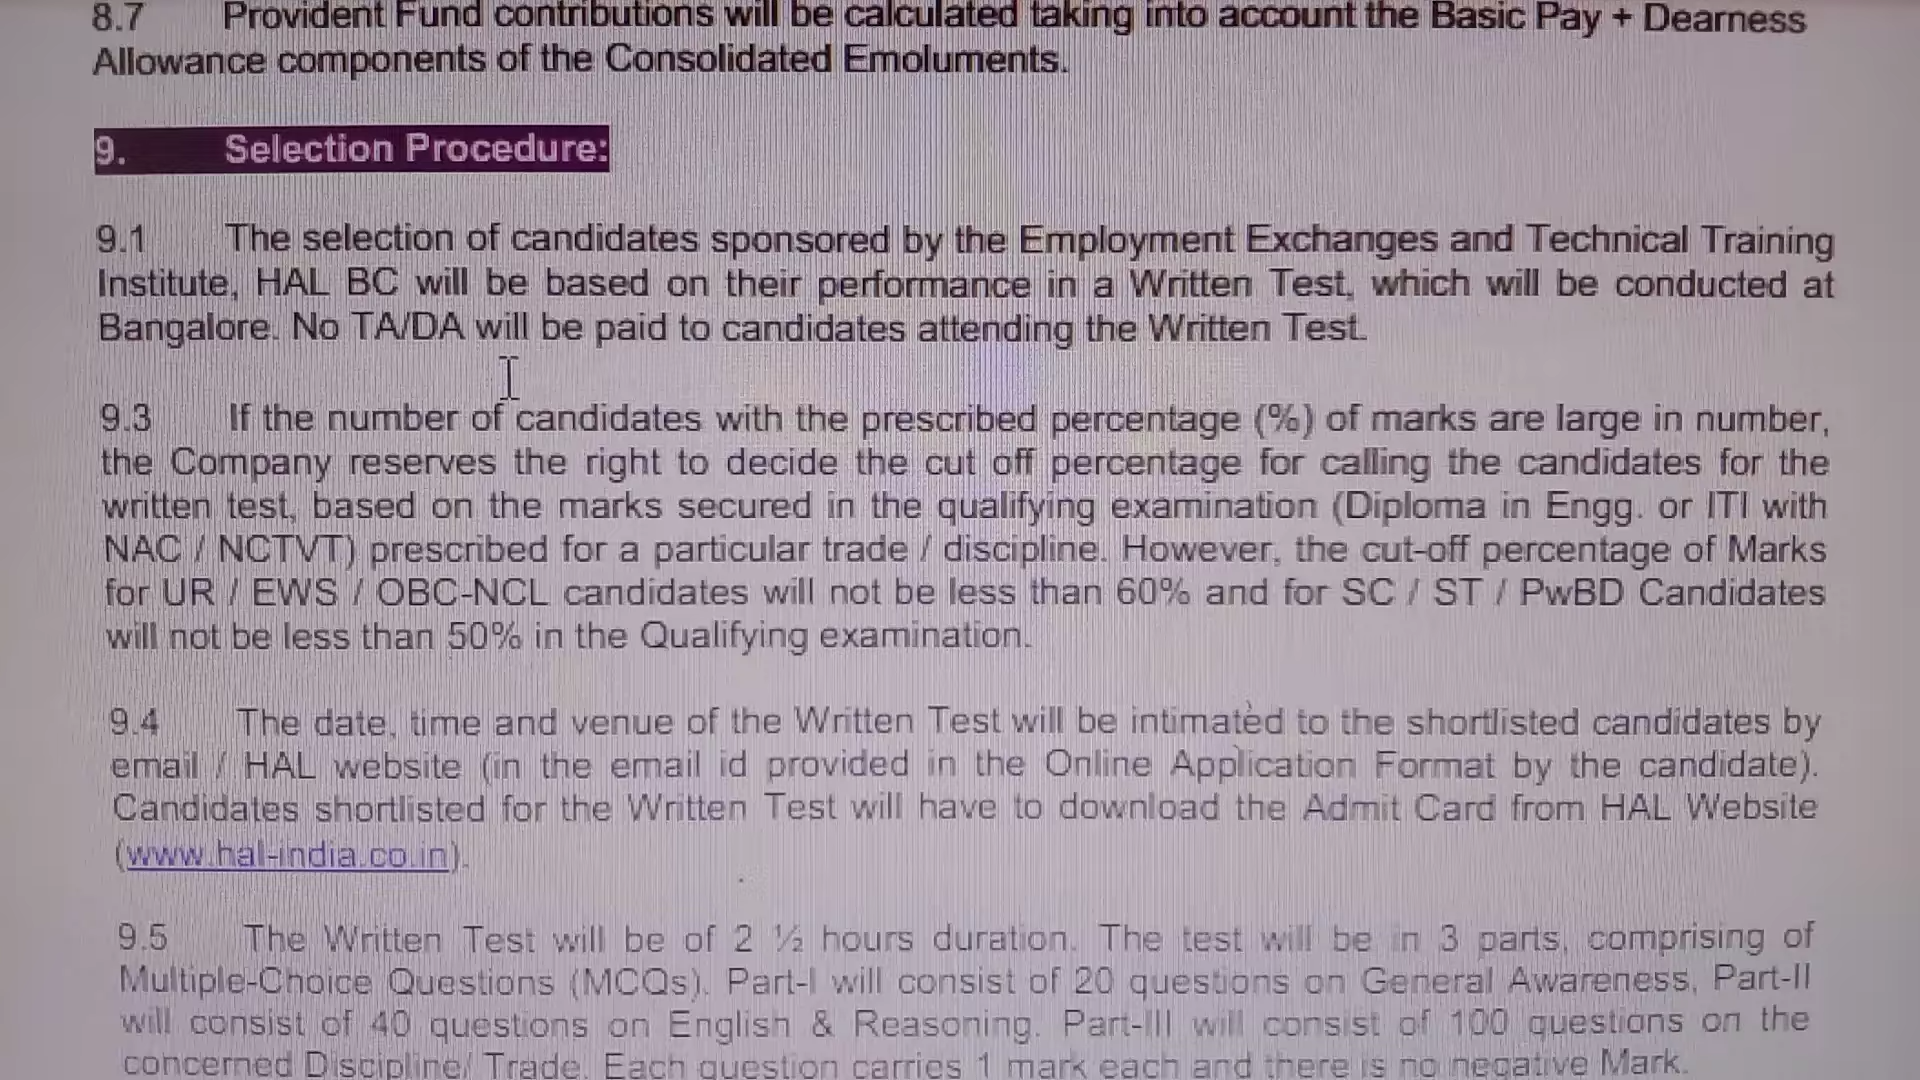 8.7 Provident Fund contributions will be calculated taking into account the Basic Pay + Dearness
Allowance components of the Consolidated Emoluments.
9. Selection Procedure:
9.1 The selection of candidates sponsored by the Employment Exchanges and Technical Training
Institute, HAL BC will be based on their performance in a Written Test, which will be conducted at
Bangalore. No TA/DA will be paid to candidates attending the Written Test.
9.3 If the number of candidates with the prescribed percentage (%) of marks are large in number,
the Company reserves the right to decide the cut off percentage for calling the candidates for the
written test, based on the marks secured in the qualifying examination (Diploma in Engg. or ITI with
NAC / NCTVT) prescribed for a particular trade / discipline. However, the cut-off percentage of Marks
for UR / EWS / OBC-NCL candidates will not be less than 60% and for SC / ST / PwBD Candidates
will not be less than 50% in the Qualifying examination.
9.4 The date, time and venue of the Written Test will be intimated to the shortlisted candidates by
email / HAL website (in the email id provided in the Online Application Format by the candidate).
Candidates shortlisted for the Written Test will have to download the Admit Card from HAL Website
(www.hal-india.co.in).
9.5 The Written Test will be of 2 ½ hours duration. The test will be in 3 parts, comprising of
Multiple-Choice Questions (MCQs). Part-I will consist of 20 questions on General Awareness, Part-II
will consist of 40 questions on English & Reasoning. Part-III will consist of 100 questions on the
concerned Discipline/ Trade. Each question carries 1 mark each and there is no negative Mark.